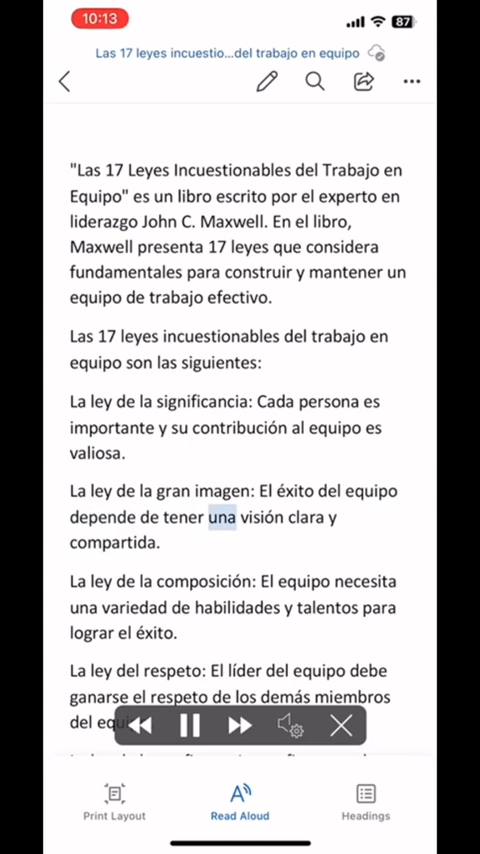 10:13
87
Las 17 leyes incuestio...del trabajo en equipo
"Las 17 Leyes Incuestionables del Trabajo en
Equipo" es un libro escrito por el experto en
liderazgo John C. Maxwell. En el libro,
Maxwell presenta 17 leyes que considera
fundamentales para construir y mantener un
equipo de trabajo efectivo.
Las 17 leyes incuestionables del trabajo en
equipo son las siguientes:
La ley de la significancia: Cada persona es
importante y su contribución al equipo es
valiosa.
La ley de la gran imagen: El éxito del equipo
depende de tener una visión clara y
compartida.
La ley de la composición: El equipo necesita
una variedad de habilidades y talentos para
lograr el éxito.
La ley del respeto: El líder del equipo debe
ganarse el respeto de los demás miembros
del
Print Layout
Read Aloud
Headings